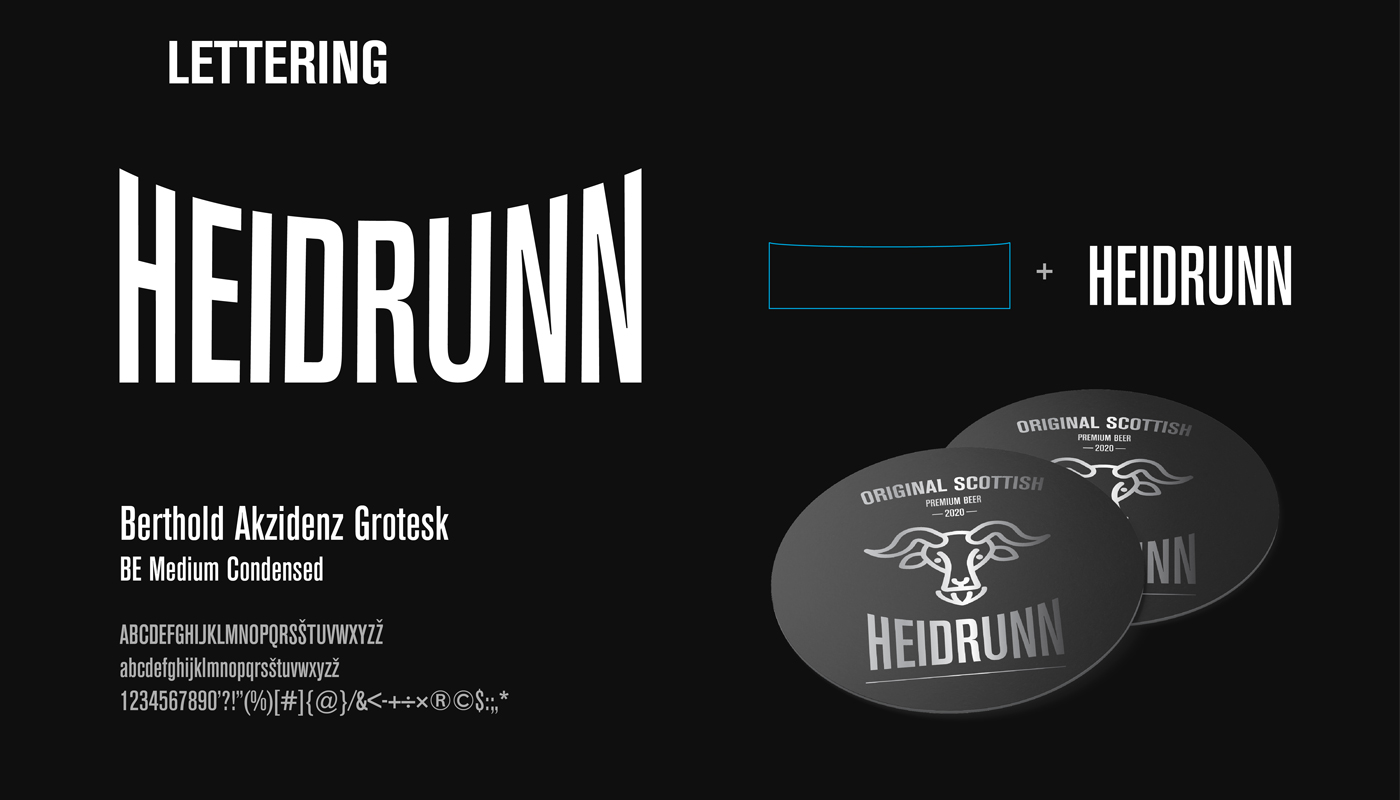 LETTERING
HEIDRUNN
+
HEIDRUNN
Berthold Akzidenz Grotesk
BE Medium Condensed
ABCDEFGHIJKLMNOPQRSŠTUVWXYZŽ
abcdefghijklmnopqrsštuvwxyzž
1234567890’?!”(%)[#]{@}/&<-+÷×®©$:;,*
ORIGINAL SCOTTISH
PREMIUM BEER
— 2020 —
HEIDRUNN
ORIGINAL SCOTTISH
PREMIUM BEER
— 2020 —
UNN